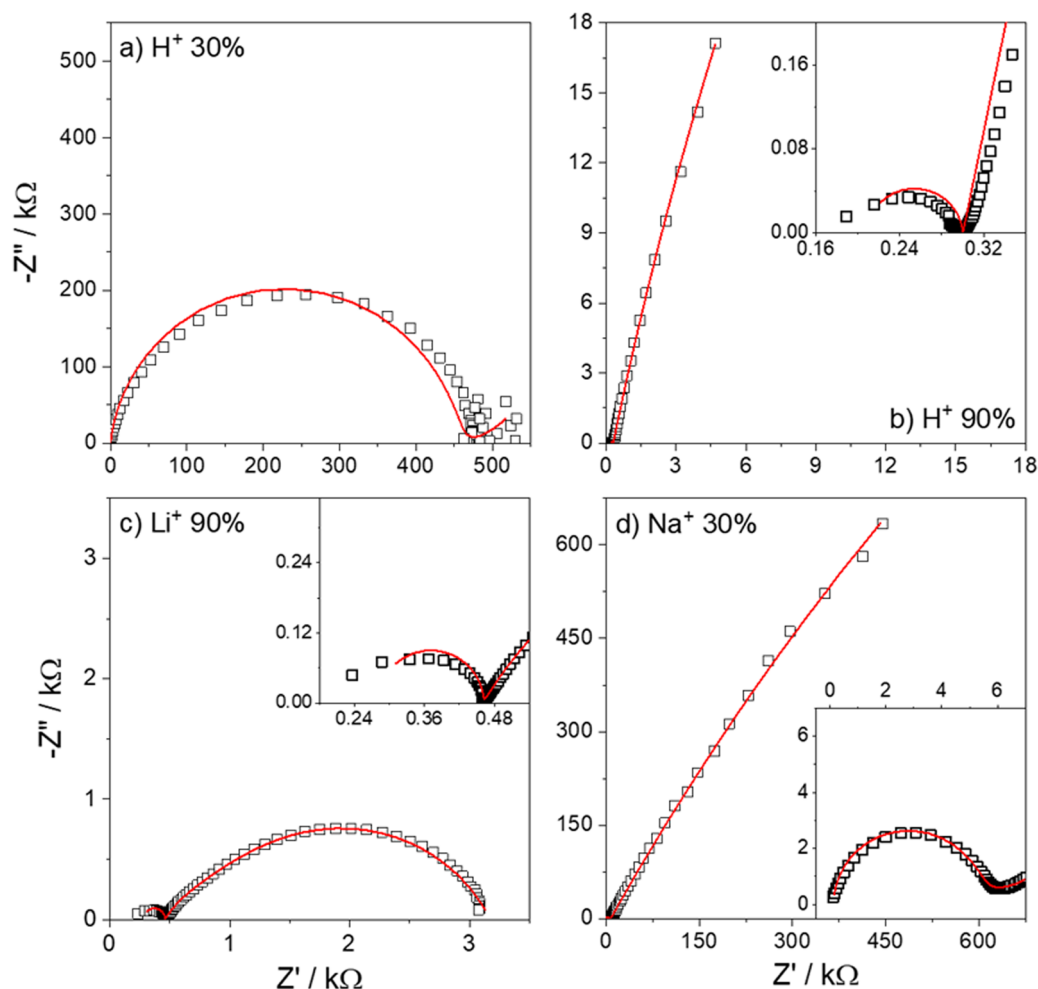 a) H⁺ 30%
500
400
300
200
100
0
0 100 200 300 400 500
-Z'' / kΩ
18
15
12
9
6
3
0
0 3 6 9 12 15 18
b) H⁺ 90%
0.16
0.08
0.00
0.16 0.24 0.32
c) Li⁺ 90%
3
2
1
0
0 1 2 3
-Z'' / kΩ
Z' / kΩ
0.24
0.12
0.00
0.24 0.36 0.48
d) Na⁺ 30%
600
450
300
150
0
0 150 300 450 600
Z' / kΩ
0 2 4 6
6
4
2
0